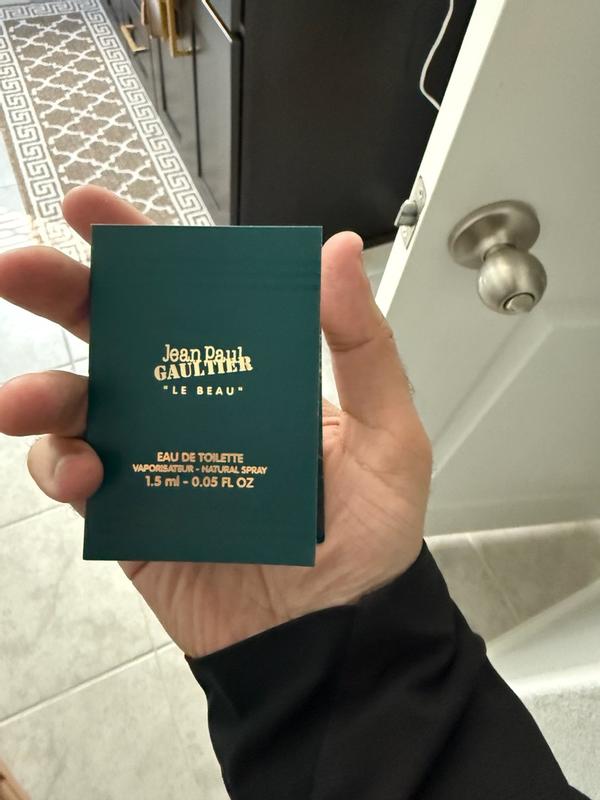 Jean Paul
GAULTIER
"LE BEAU"
EAU DE TOILETTE
VAPORISATEUR - NATURAL SPRAY
1.5 ml - 0.05 FL OZ